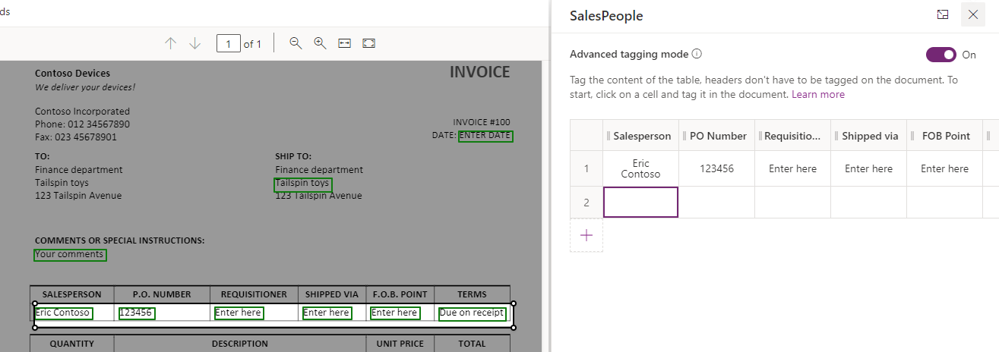 ds
1 of 1
Contoso Devices
INVOICE
We deliver your devices!
Contoso Incorporated
Phone: 012 34567890
INVOICE #100
Fax: 023 45678901
DATE: ENTER DATE
TO:
Finance department
Tailspin toys
123 Tailspin Avenue
SHIP TO:
Finance department
Tailspin toys
123 Tailspin Avenue
COMMENTS OR SPECIAL INSTRUCTIONS:
Your comments
SALESPERSON P.O. NUMBER REQUISITIONER SHIPPED VIA F.O.B. POINT TERMS
Eric Contoso 123456 Enter here Enter here Enter here Due on receipt
QUANTITY DESCRIPTION UNIT PRICE TOTAL
SalesPeople
Advanced tagging mode
On
Tag the content of the table, headers don't have to be tagged on the document. To
start, click on a cell and tag it in the document. Learn more
Salesperson PO Number Requisitio... Shipped via FOB Point
1 Eric Contoso 123456 Enter here Enter here Enter here
2